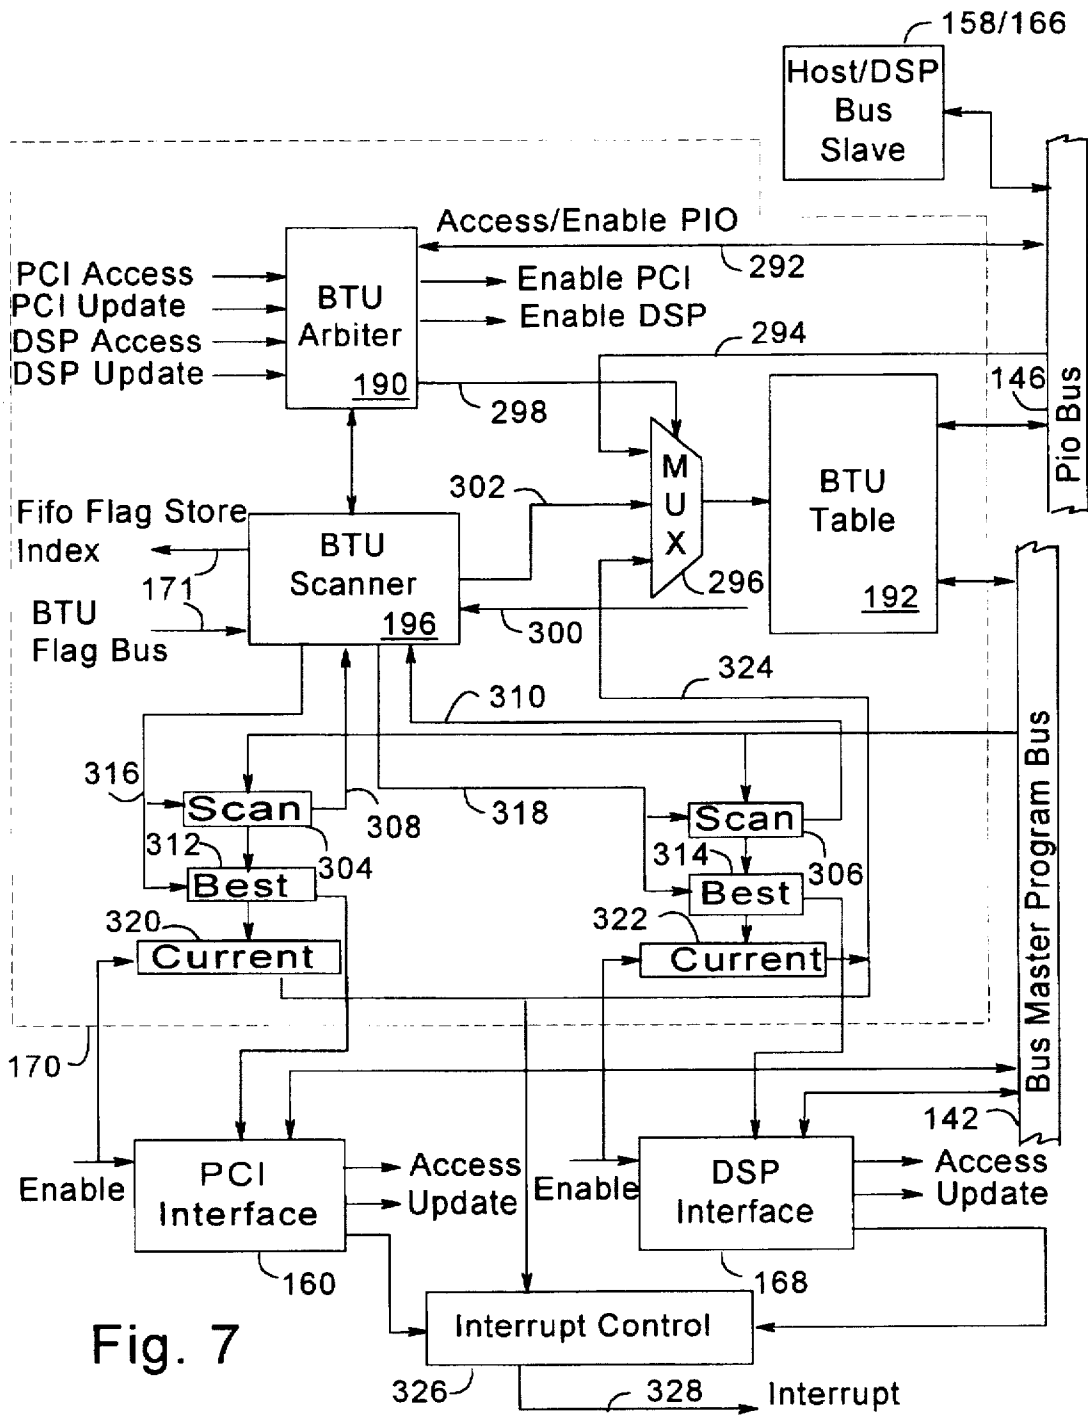 158/166
Host/DSP
Bus
Slave
Access/Enable PIO
292
PCI Access
PCI Update
DSP Access
DSP Update
BTU
Arbiter
190
Enable PCI
Enable DSP
294
298
146
Pio Bus
MUX
296
BTU
Table
192
302
Fifo Flag Store
Index
171
BTU
Flag Bus
BTU
Scanner
196
300
324
310
316
Scan
308
318
Scan
312
304
314
306
Best
Best
320
322
Current
Current
Bus Master Program Bus
170
142
Enable
PCI
Interface
Access
Update
Enable
DSP
Interface
Access
Update
160
168
Interrupt Control
326
328
Interrupt
Fig. 7